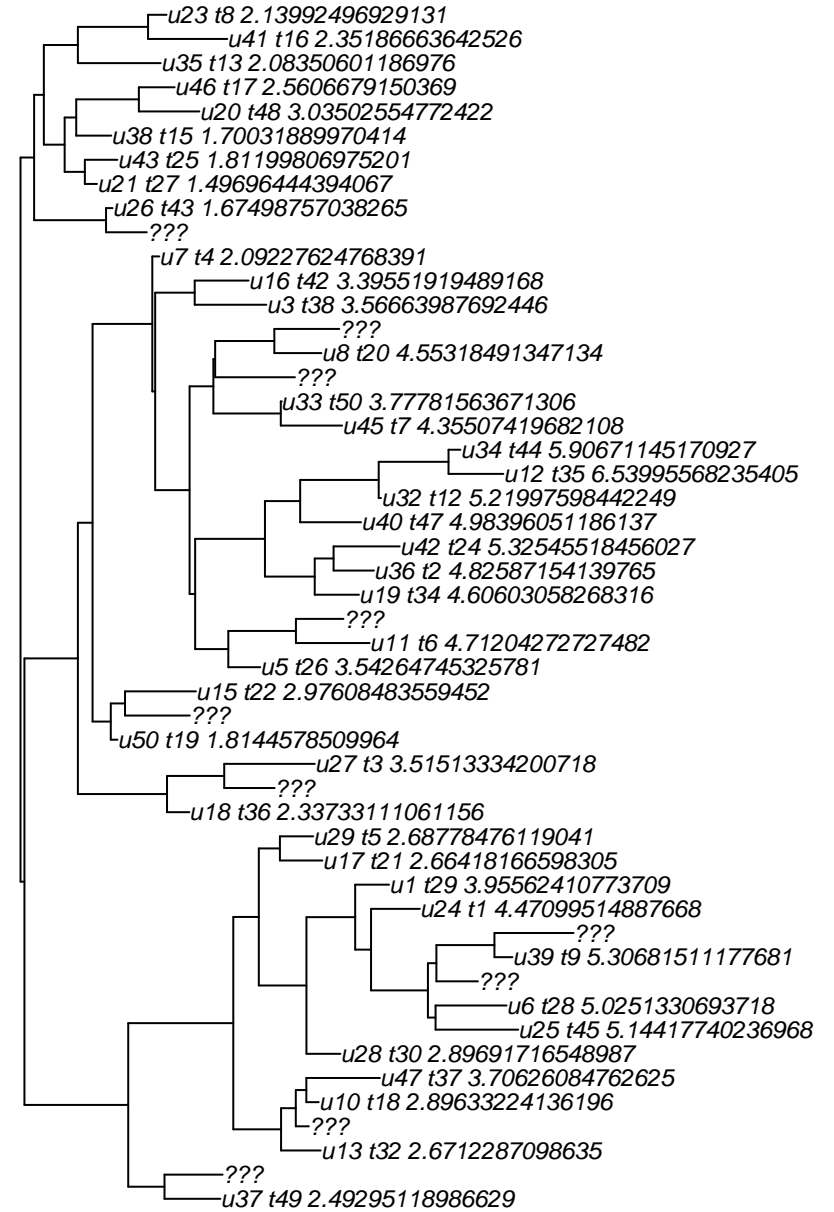 u23 t8 2.13992496929131
u41 t16 2.35186663642526
u35 t13 2.08350601186976
u46 t17 2.5606679150369
u20 t48 3.03502554772422
u38 t15 1.70031889970414
u43 t25 1.81199806975201
u21 t27 1.49696444394067
u26 t43 1.67498757038265
???
u7 t4 2.09227624768391
u16 t42 3.39551919489168
u3 t38 3.56663987692446
???
u8 t20 4.55318491347134
???
u33 t50 3.77781563671306
u45 t7 4.35507419682108
u34 t44 5.90671145170927
u12 t35 6.53995568235405
u32 t12 5.21997598442249
u40 t47 4.98396051186137
u42 t24 5.32545518456027
u36 t2 4.82587154139765
u19 t34 4.60603058268316
???
u11 t6 4.71204272727482
u5 t26 3.54264745325781
u15 t22 2.97608483559452
???
u50 t19 1.8144578509964
u27 t3 3.51513334200718
???
u18 t36 2.33733111061156
u29 t5 2.68778476119041
u17 t21 2.66418166598305
u1 t29 3.95562410773709
u24 t1 4.47099514887668
???
u39 t9 5.30681511177681
???
u6 t28 5.0251330693718
u25 t45 5.14417740236968
u28 t30 2.89691716548987
u47 t37 3.70626084762625
u10 t18 2.89633224136196
???
u13 t32 2.6712287098635
???
u37 t49 2.49295118986629